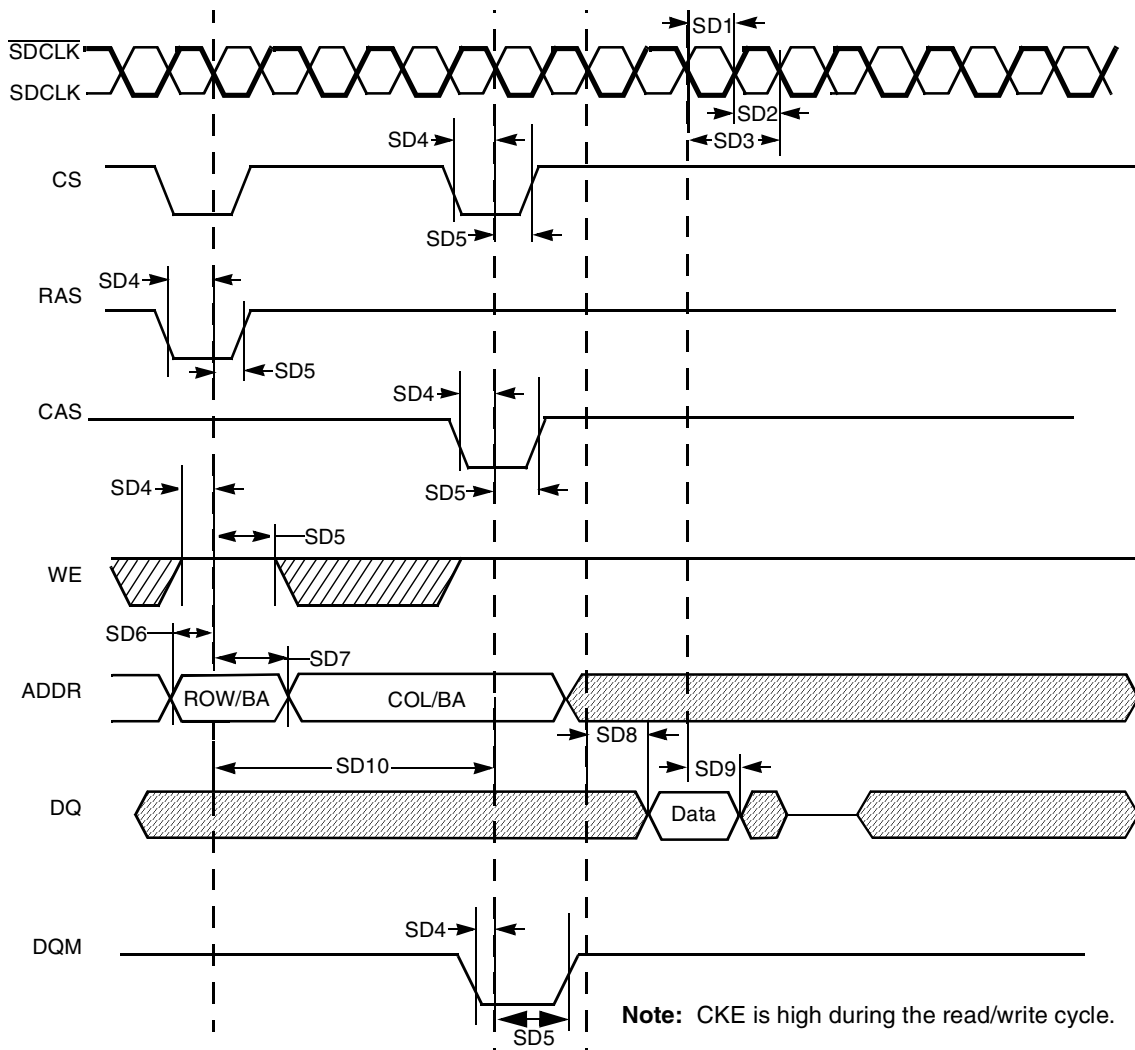 SD1
SDCLK
SDCLK
SD2
SD4
SD3
CS
SD5
SD4
RAS
SD5
SD4
CAS
SD4
SD5
SD5
WE
SD6
SD7
ADDR
ROW/BA
COL/BA
SD8
SD10
SD9
DQ
Data
SD4
DQM
Note: CKE is high during the read/write cycle.
SD5